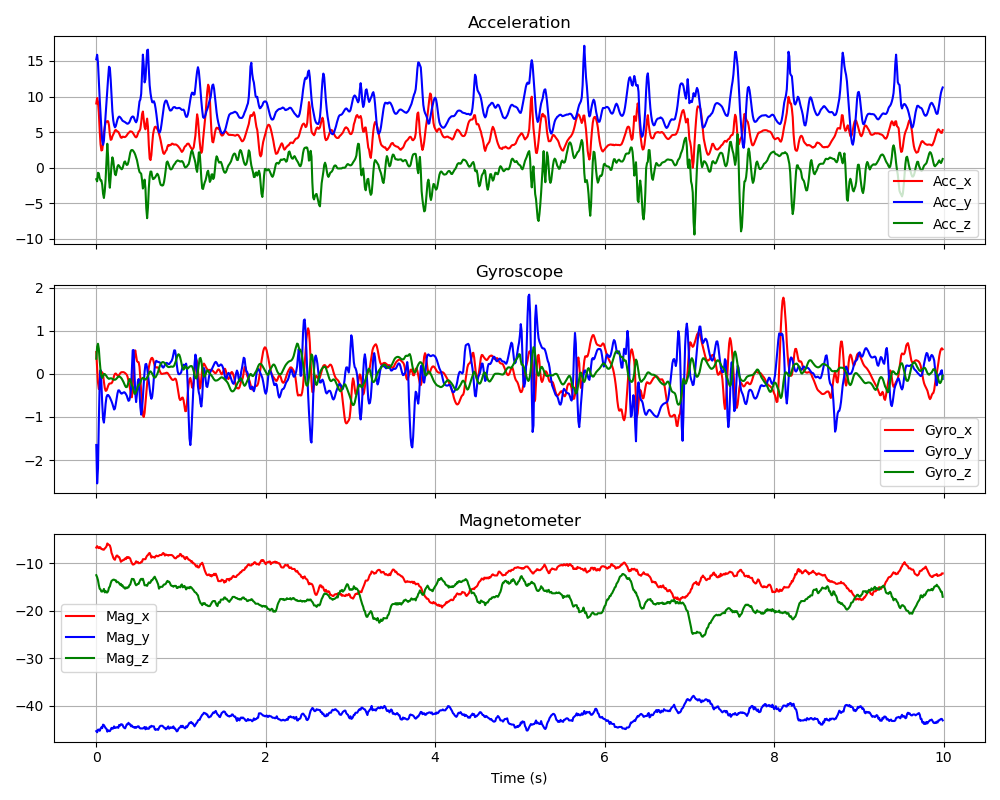 Acceleration
15
10
5
0
−5
−10
Acc_x
Acc_y
Acc_z
Gyroscope
2
1
0
−1
−2
Gyro_x
Gyro_y
Gyro_z
Magnetometer
−10
−20
−30
−40
Mag_x
Mag_y
Mag_z
0 2 4 6 8 10
Time (s)